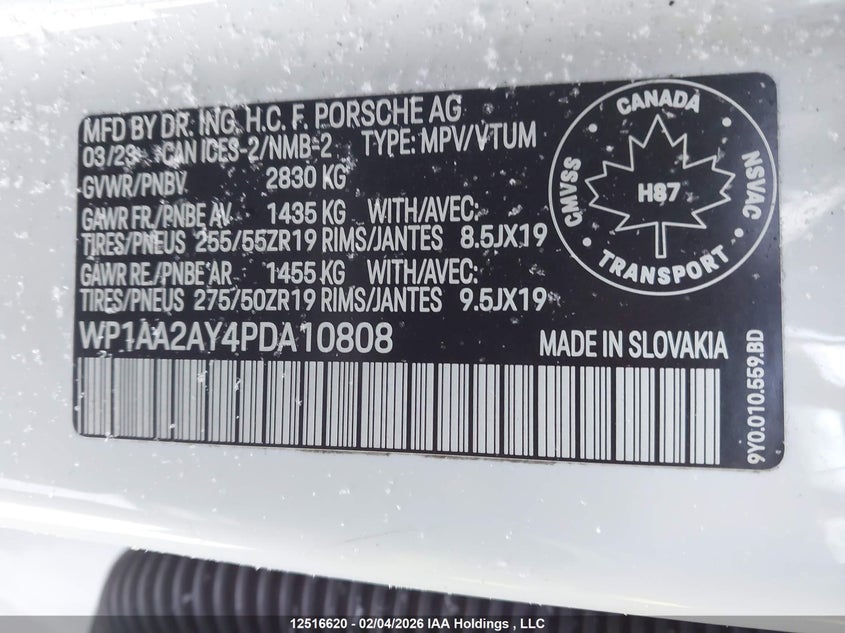 MFD BY DR. ING. H.C. F. PORSCHE AG
03/23 CAN ICES-2/NMB-2 TYPE: MPV/VTUM
GVWR/PNBV 2830 KG
GAWR FR/PNBE AV 1435 KG WITH/AVEC:
TIRES/PNEUS 255/55ZR19 RIMS/JANTES 8.5JX19
GAWR RE/PNBE AR 1455 KG WITH/AVEC:
TIRES/PNEUS 275/50ZR19 RIMS/JANTES 9.5JX19
WP1AA2AY4PDA10808 MADE IN SLOVAKIA
CANADA
CMVSS
H87
NSVAC
TRANSPORT
9Y0.010.559.BD
12516620 - 02/04/2026 IAA Holdings , LLC